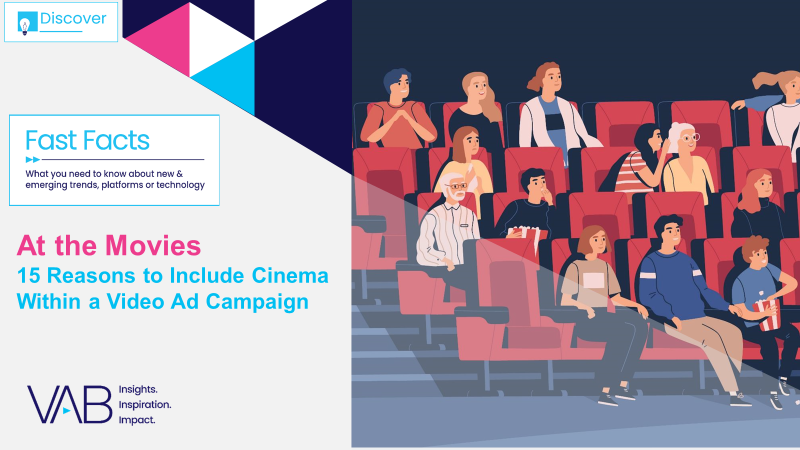 Discover
Fast Facts
What you need to know about new &
emerging trends, platforms or technology
At the Movies
15 Reasons to Include Cinema
Within a Video Ad Campaign
VAB
Insights.
Inspiration.
Impact.